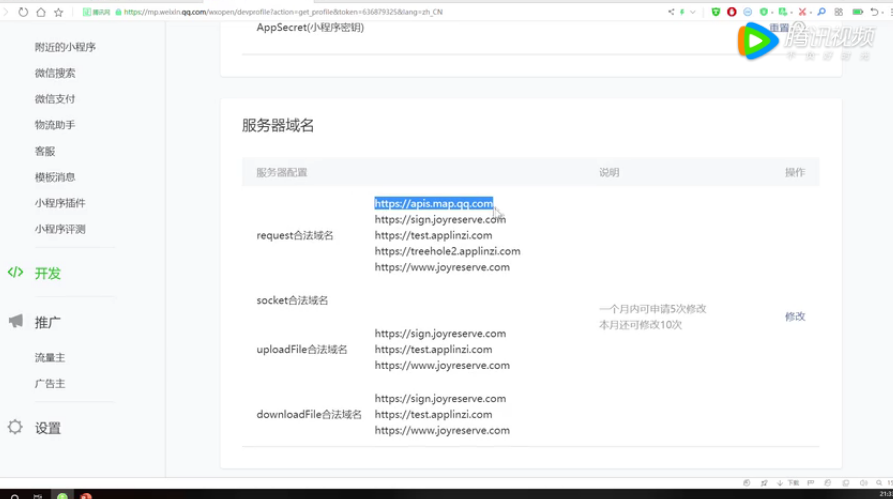 腾讯网 https://mp.weixin.qq.com/wxopen/devprofile?action=get_profile&token=636879325&lang=zh_CN
AppSecret(小程序密钥)
重置
腾讯视频
附近的小程序
微信搜索
微信支付
物流助手
客服
模板消息
小程序插件
小程序评测
开发
推广
流量主
广告主
设置
服务器域名
服务器配置 说明 操作
request合法域名
https://apis.map.qq.com
https://sign.joyreserve.com
https://test.applinzi.com
https://treehole2.applinzi.com
https://www.joyreserve.com
socket合法域名
uploadFile合法域名
https://sign.joyreserve.com
https://test.applinzi.com
https://www.joyreserve.com
downloadFile合法域名
https://sign.joyreserve.com
https://test.applinzi.com
https://www.joyreserve.com
一个月内可申请5次修改
本月还可修改10次
修改
下载